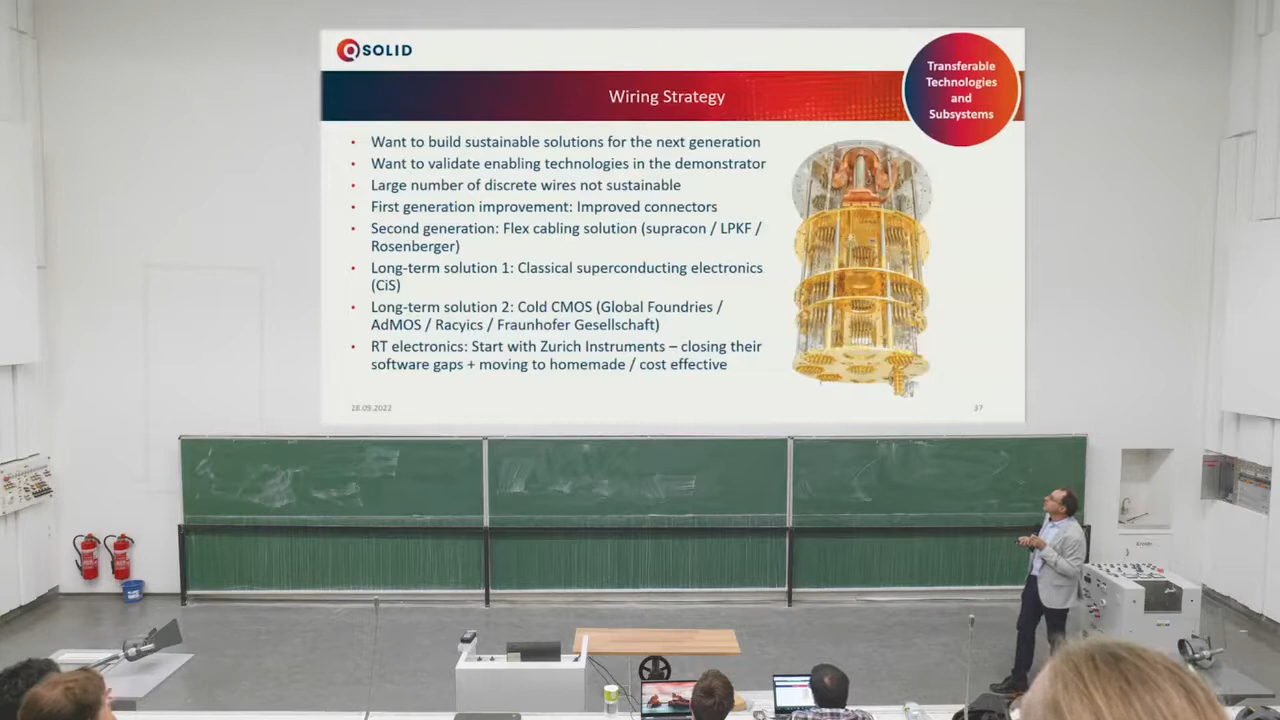 QSOLID
Transferable
Technologies
and
Subsystems
Wiring Strategy
• Want to build sustainable solutions for the next generation
• Want to validate enabling technologies in the demonstrator
• Large number of discrete wires not sustainable
• First generation improvement: Improved connectors
• Second generation: Flex cabling solution (supracon / LPKF /
Rosenberger)
• Long-term solution 1: Classical superconducting electronics
(CiS)
• Long-term solution 2: Cold CMOS (Global Foundries /
AdMOS / Racyics / Fraunhofer Gesellschaft)
• RT electronics: Start with Zurich Instruments – closing their
software gaps + moving to homemade / cost effective
28.09.2022
37